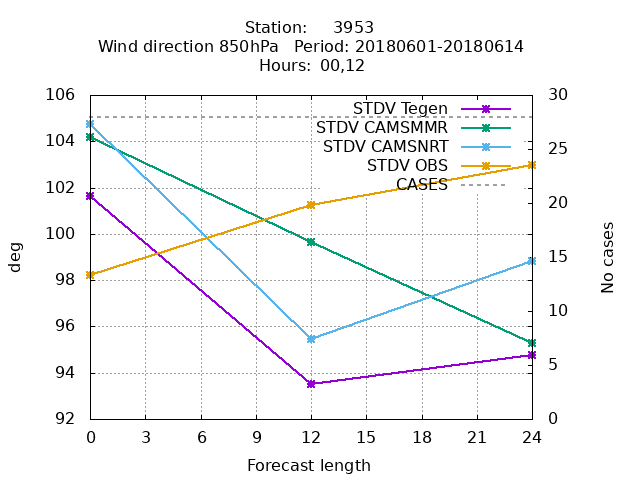 Station:     3953
Wind direction 850hPa   Period: 20180601-20180614
Hours:  00,12
106
104
102
100
98
96
94
92
30
25
20
15
10
5
0
STDV Tegen
STDV CAMSMMR
STDV CAMSNRT
STDV OBS
CASES
deg
No cases
0 3 6 9 12 15 18 21 24
Forecast length